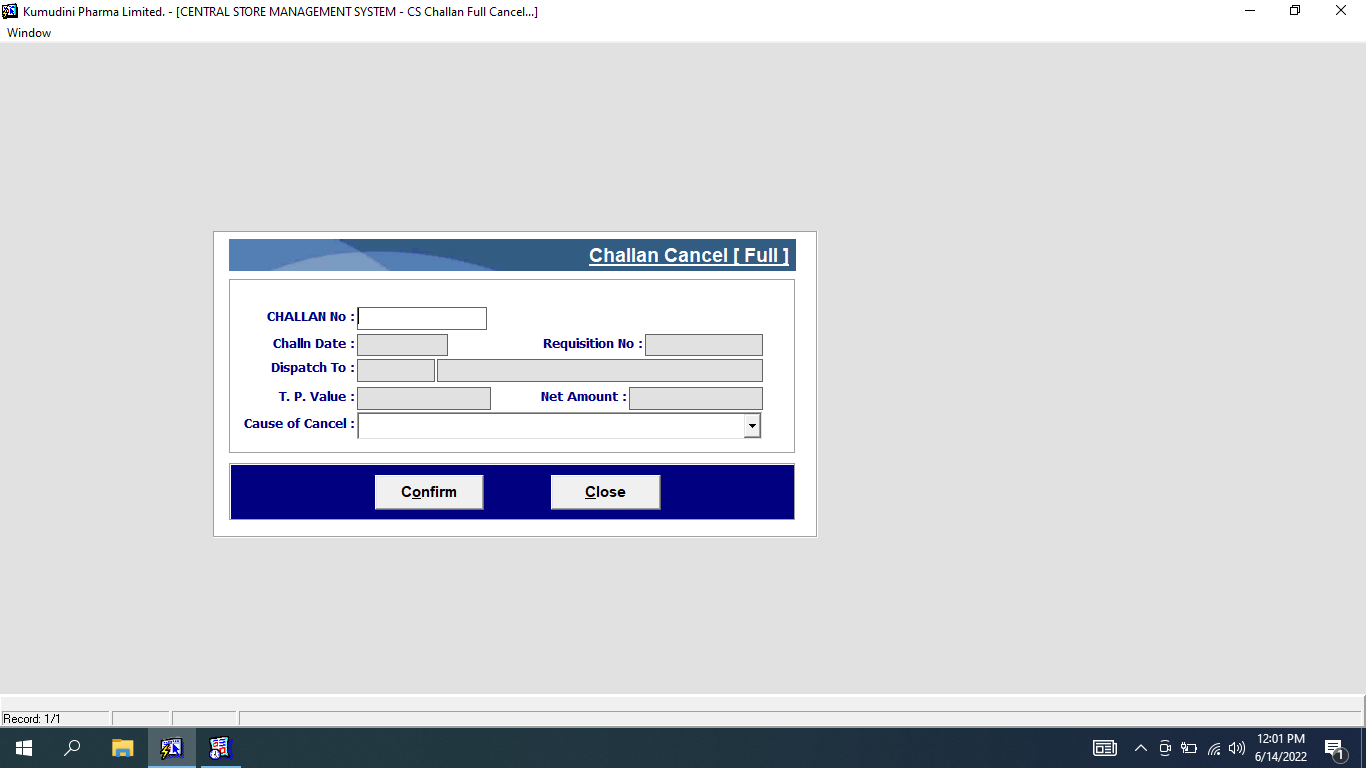 Kumudini Pharma Limited. - [CENTRAL STORE MANAGEMENT SYSTEM - CS Challan Full Cancel...]
Window
Challan Cancel [ Full ]
CHALLAN No :
Challn Date :
Requisition No :
Dispatch To :
T. P. Value :
Net Amount :
Cause of Cancel :
Confirm
Close
Record: 1/1
12:01 PM
6/14/2022
1